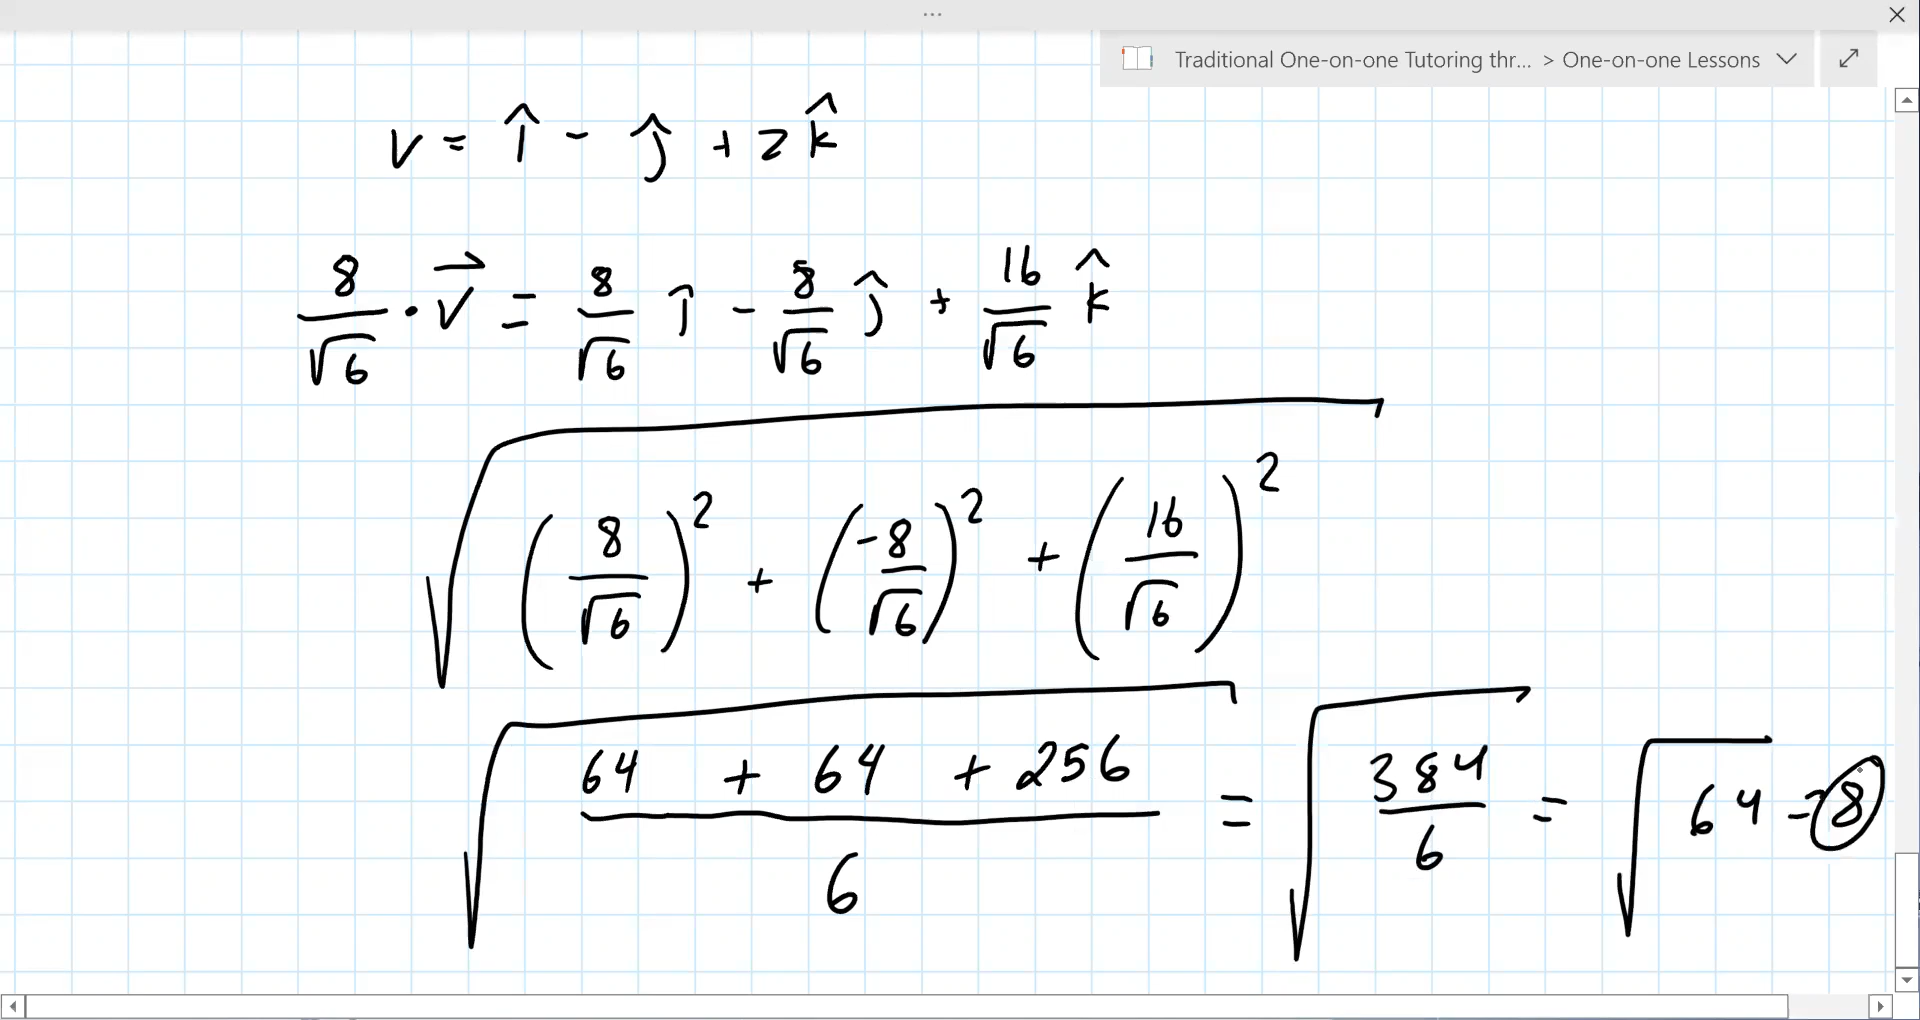 ...
Traditional One-on-one Tutoring thr... > One-on-one Lessons
v = î - ĵ + 2k̂
8/√6 · v⃗ = 8/√6 î - 8/√6 ĵ + 16/√6 k̂
√((8/√6)² + (-8/√6)² + (16/√6)²)
√((64 + 64 + 256)/6) = √(384/6) = √64 = 8